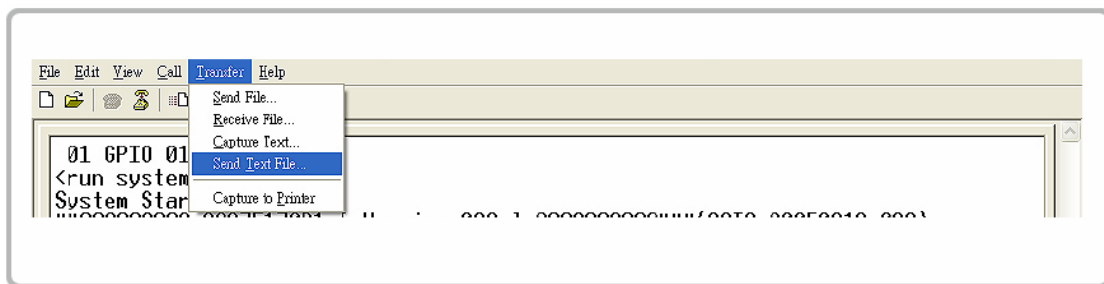 File Edit View Call Transfer Help
Send File...
Receive File...
Capture Text...
Send Text File...
Capture to Printer
01 GPIO 01
<run system
System Star